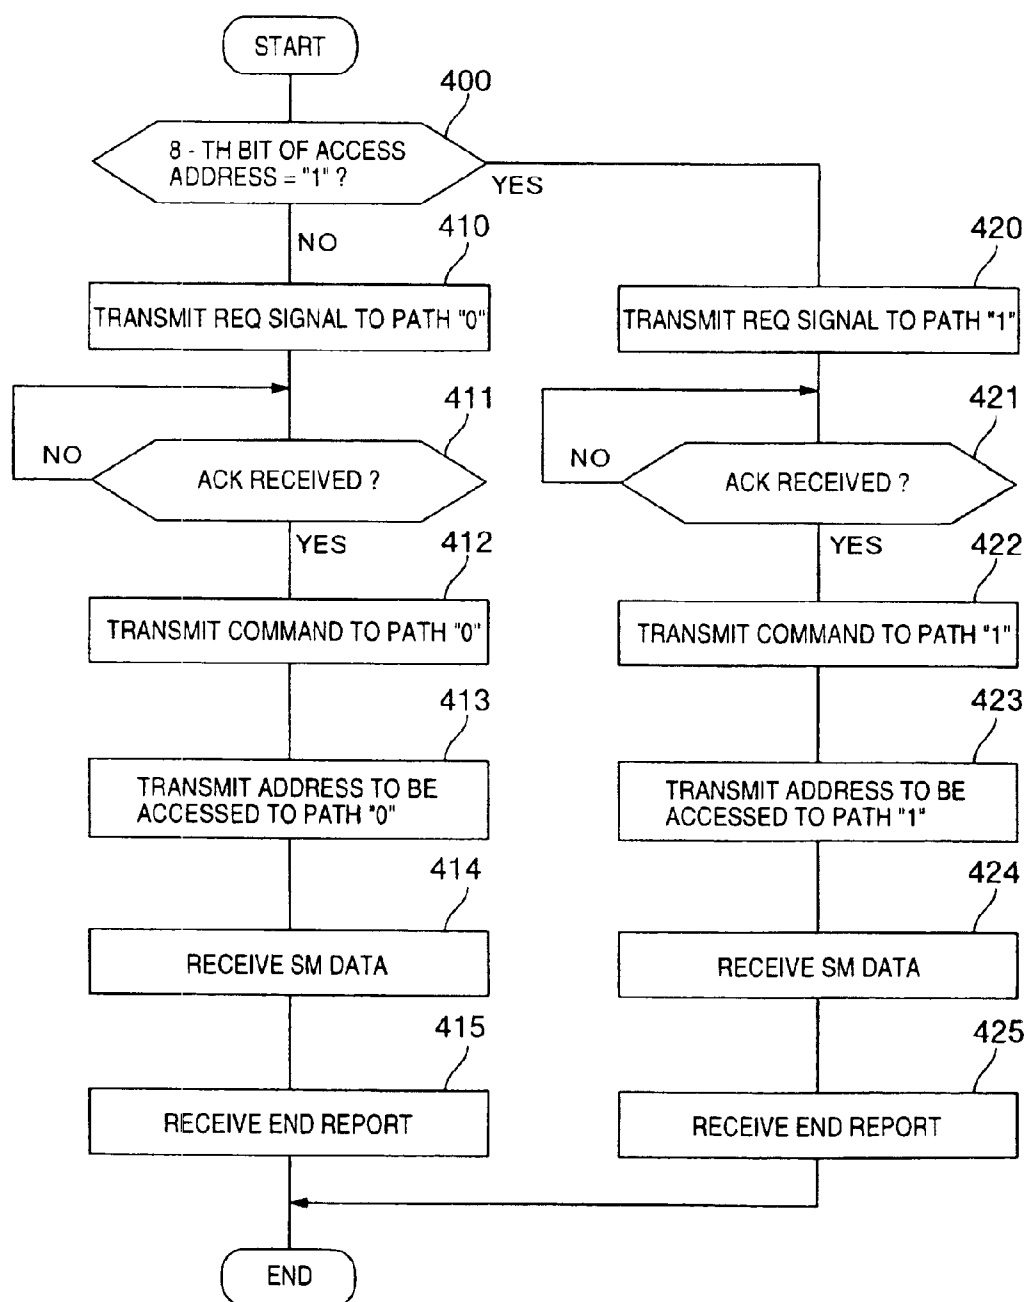 START
400
8 - TH BIT OF ACCESS
ADDRESS = "1" ?
YES
NO
410
420
TRANSMIT REQ SIGNAL TO PATH "0"
TRANSMIT REQ SIGNAL TO PATH "1"
411
421
NO
ACK RECEIVED ?
NO
ACK RECEIVED ?
YES
412
YES
422
TRANSMIT COMMAND TO PATH "0"
TRANSMIT COMMAND TO PATH "1"
413
423
TRANSMIT ADDRESS TO BE
ACCESSED TO PATH "0"
TRANSMIT ADDRESS TO BE
ACCESSED TO PATH "1"
414
424
RECEIVE SM DATA
RECEIVE SM DATA
415
425
RECEIVE END REPORT
RECEIVE END REPORT
END